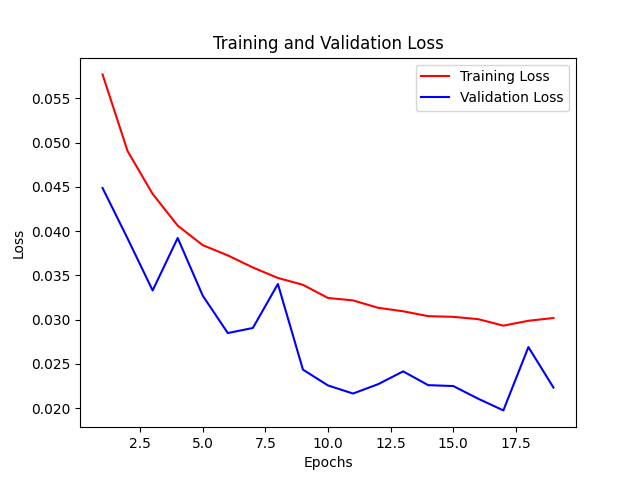 Training and Validation Loss
Training Loss
Validation Loss
0.055
0.050
0.045
0.040
0.035
0.030
0.025
0.020
Loss
2.5 5.0 7.5 10.0 12.5 15.0 17.5
Epochs